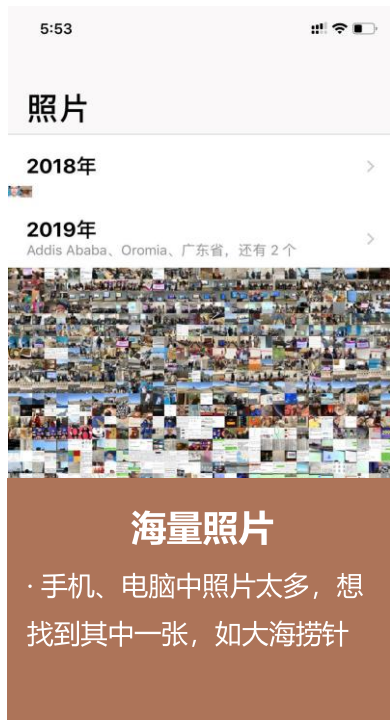 5:53
照片
2018年
2019年
Addis Ababa、Oromia、广东省，还有 2 个
海量照片
· 手机、电脑中照片太多，想
找到其中一张，如大海捞针